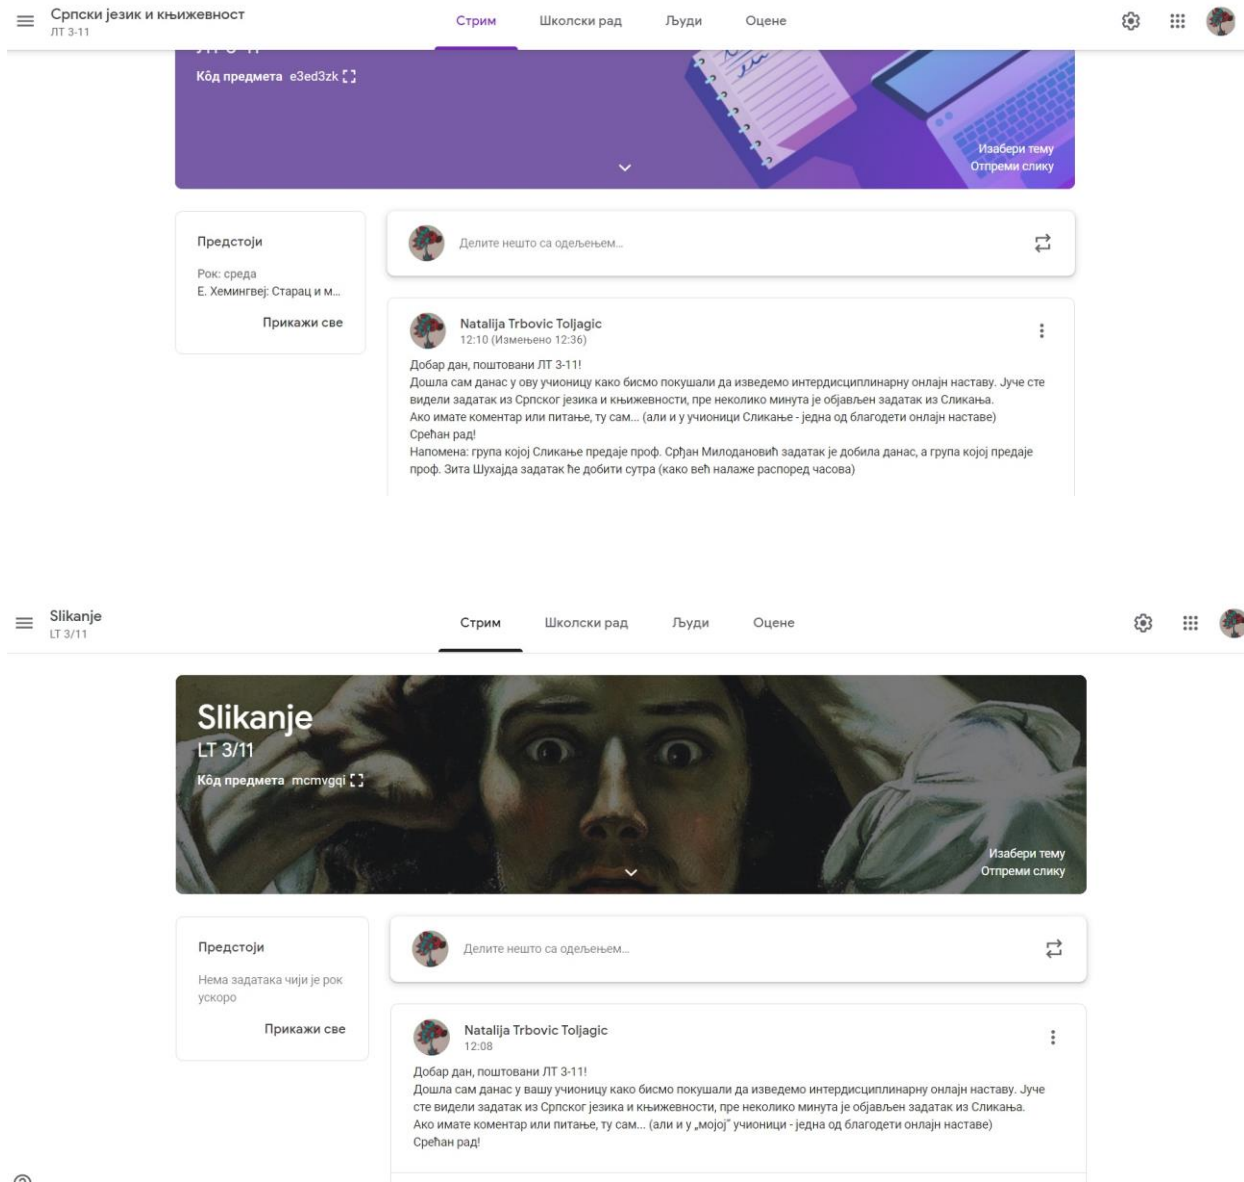 Српски језик и књижевност
ЛТ 3-11
Стрим
Школски рад
Људи
Оцене
Кôд предмета e3ed3zk
Изабери тему
Отпреми слику
Предстоји
Рок: среда
Е. Хемингвеј: Старац и м...
Прикажи све
Делите нешто са одељењем...
Natalija Trbovic Toljagic
12:10 (Измењено 12:36)
Добар дан, поштовани ЛТ 3-11!
Дошла сам данас у ову учионицу како бисмо покушали да изведемо интердисциплинарну онлајн наставу. Јуче сте
видели задатак из Српског језика и књижевности, пре неколико минута је објављен задатак из Сликања.
Ако имате коментар или питање, ту сам... (али и у учионици Сликање - једна од благодети онлајн наставе)
Срећан рад!
Напомена: група којој Сликање предаје проф. Срђан Милодановић задатак је добила данас, а група којој предаје
проф. Зита Шухајда задатак ће добити сутра (како већ налаже распоред часова)
Slikanje
LT 3/11
Стрим
Школски рад
Људи
Оцене
Slikanje
LT 3/11
Кôд предмета mcmvgqi
Изабери тему
Отпреми слику
Предстоји
Нема задатака чији је рок
ускоро
Прикажи све
Делите нешто са одељењем...
Natalija Trbovic Toljagic
12:08
Добар дан, поштовани ЛТ 3-11!
Дошла сам данас у вашу учионицу како бисмо покушали да изведемо интердисциплинарну онлајн наставу. Јуче
сте видели задатак из Српског језика и књижевности, пре неколико минута је објављен задатак из Сликања.
Ако имате коментар или питање, ту сам... (али и у „мојој" учионици - једна од благодети онлајн наставе)
Срећан рад!